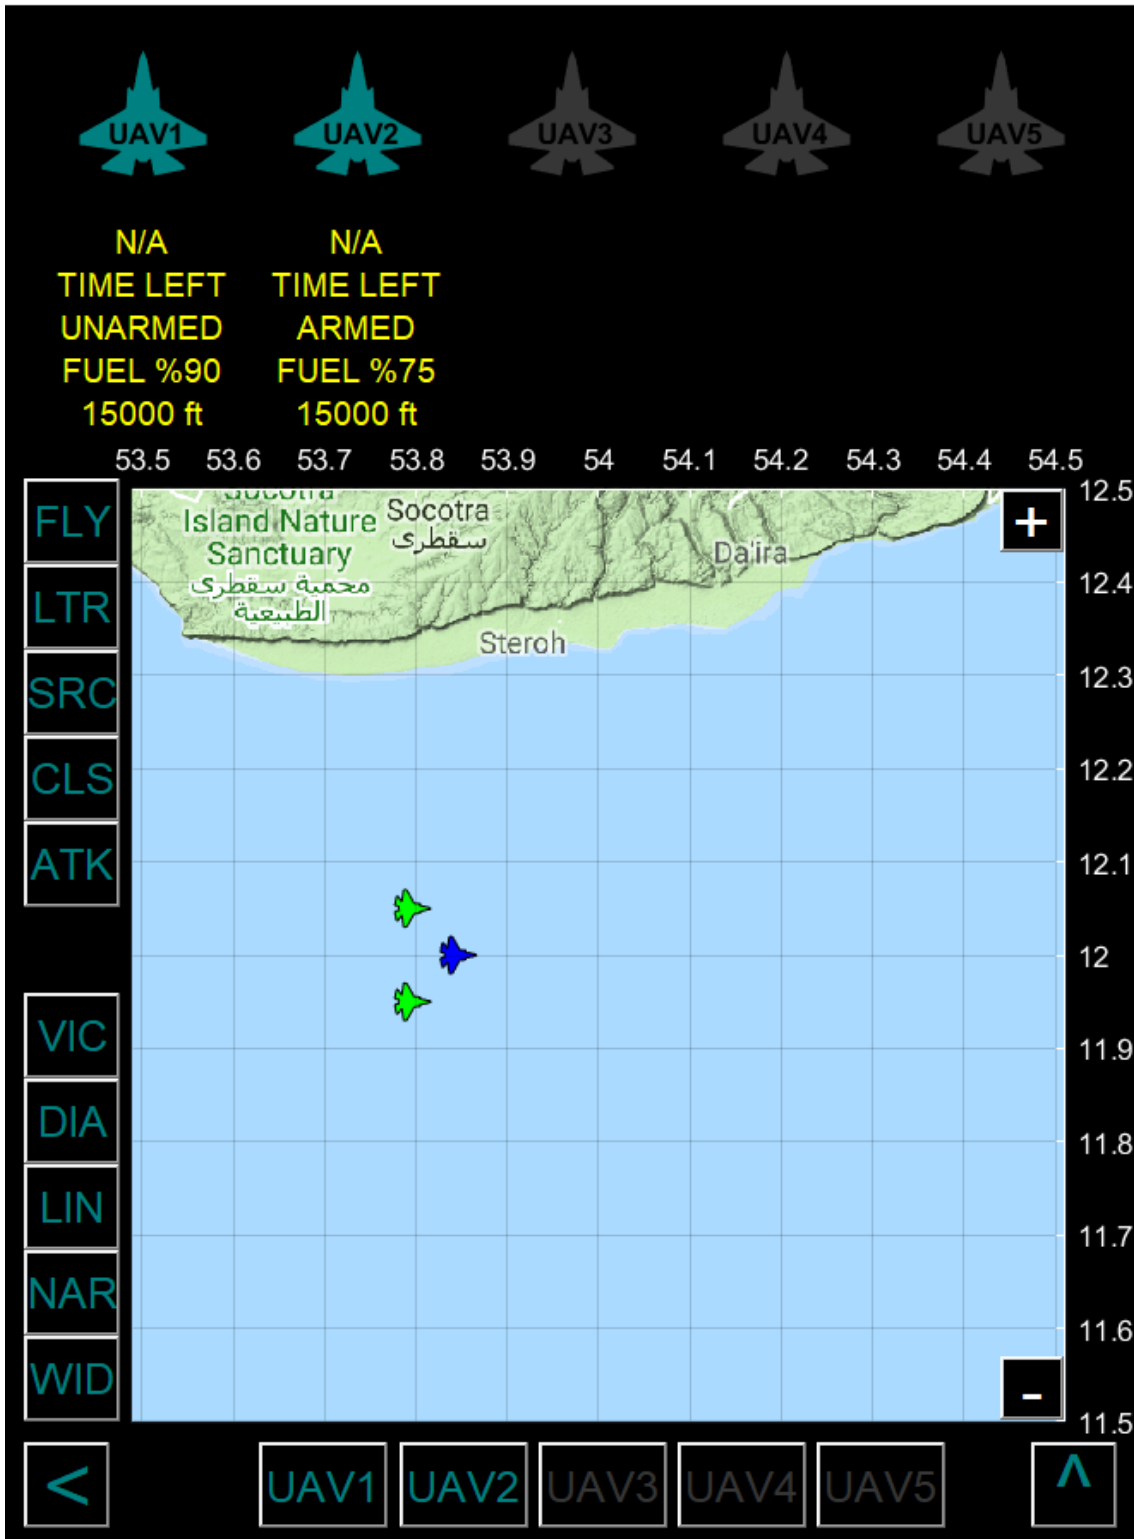 UAV1 UAV2 UAV3 UAV4 UAV5
N/A N/A
TIME LEFT TIME LEFT
UNARMED ARMED
FUEL %90 FUEL %75
15000 ft 15000 ft
53.5 53.6 53.7 53.8 53.9 54 54.1 54.2 54.3 54.4 54.5
12.5
12.4
12.3
12.2
12.1
12
11.9
11.8
11.7
11.6
11.5
FLY
LTR
SRC
CLS
ATK
VIC
DIA
LIN
NAR
WID
Socotra
Island Nature
Sanctuary
محمية سقطرى
الطبيعية
Socotra
سقطرى
Da'ira
Steroh
+
-
< UAV1 UAV2 UAV3 UAV4 UAV5 ^